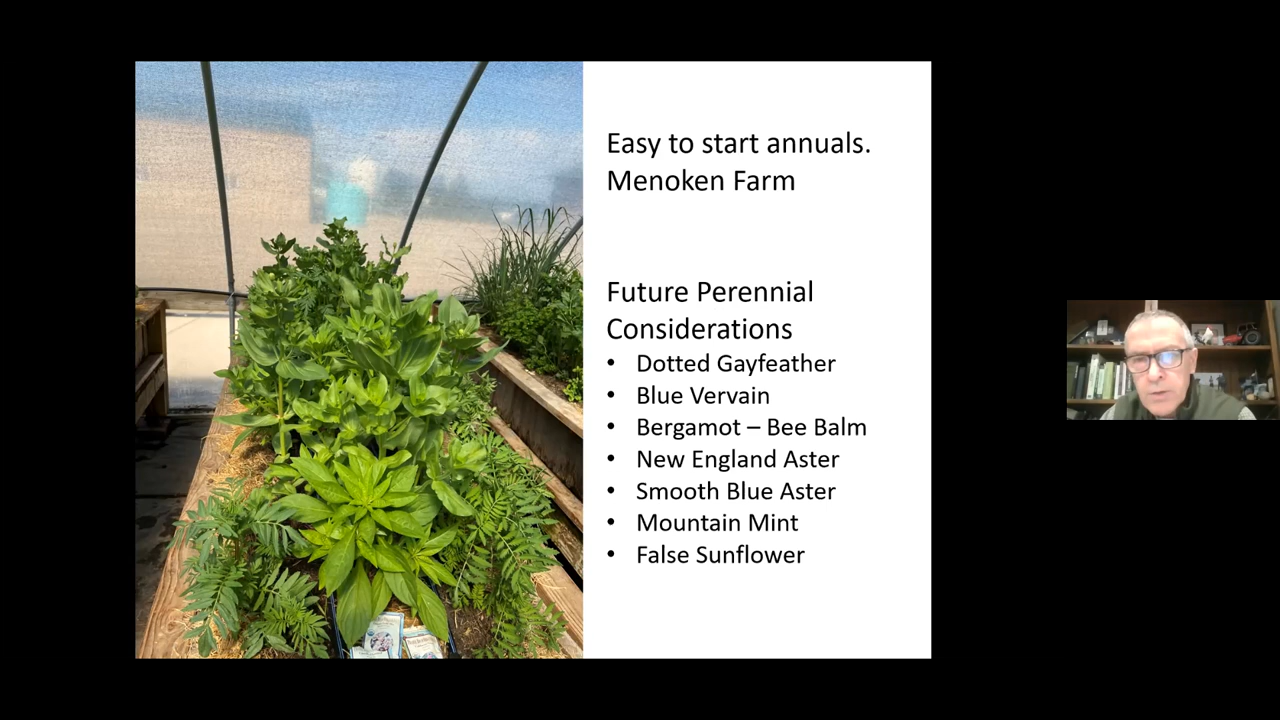 Easy to start annuals.
Menoken Farm
Future Perennial
Considerations
• Dotted Gayfeather
• Blue Vervain
• Bergamot – Bee Balm
• New England Aster
• Smooth Blue Aster
• Mountain Mint
• False Sunflower